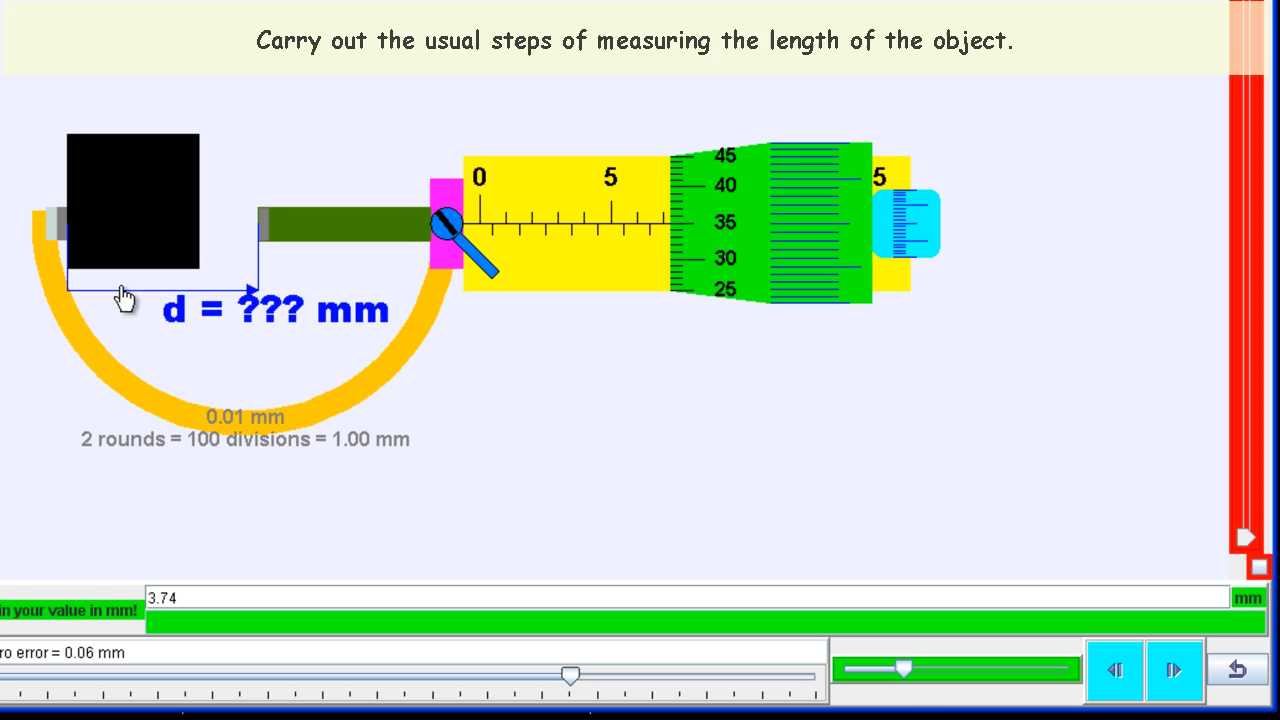 Carry out the usual steps of measuring the length of the object.
0 5 5
45
40
35
30
25
d = ??? mm
0.01 mm
2 rounds = 100 divisions = 1.00 mm
3.74
in your value in mm! mm
ro error = 0.06 mm